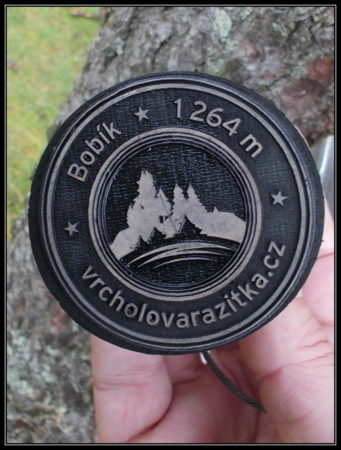 Bobík ★ 1264 m
vrcholovarazitka.cz